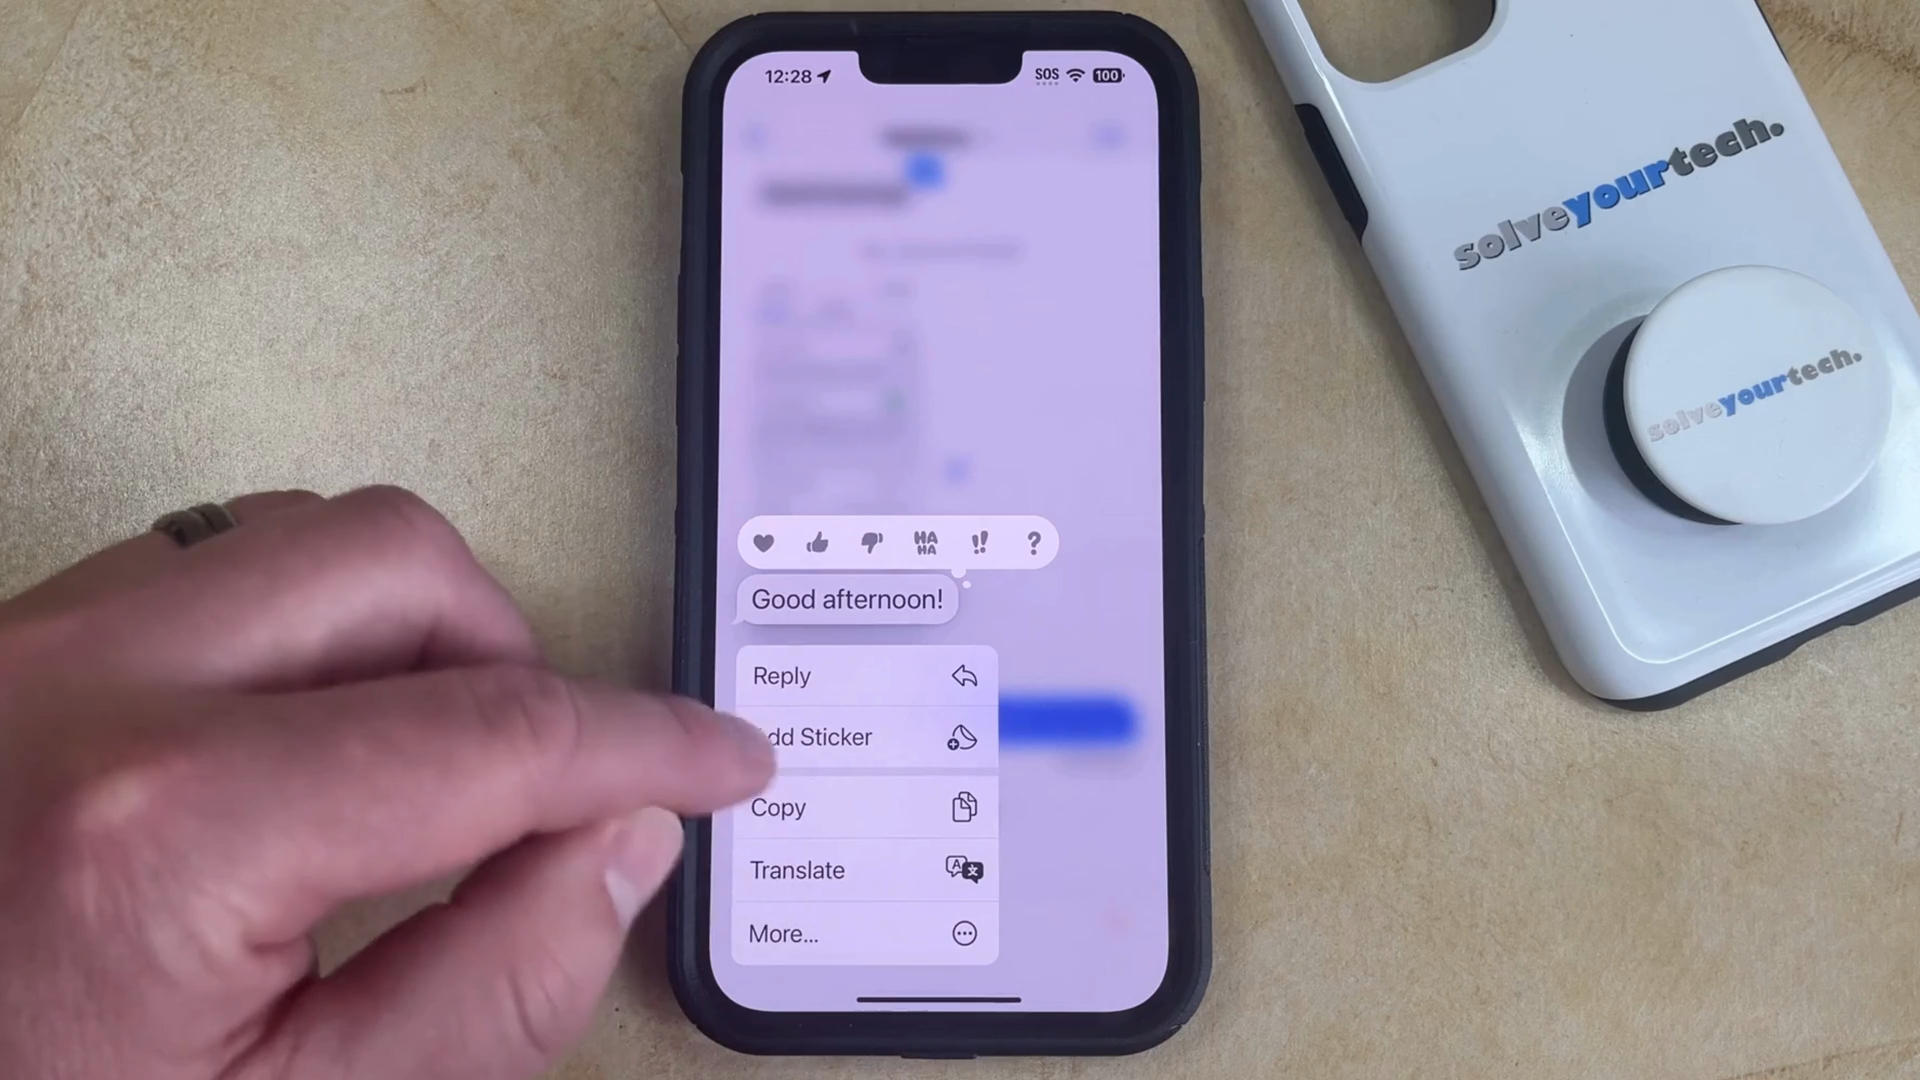 12:28
SOS
100
HA
HA
!!
?
Good afternoon!
Reply
dd Sticker
Copy
Translate
More...
solveyourtech.
solveyourtech.